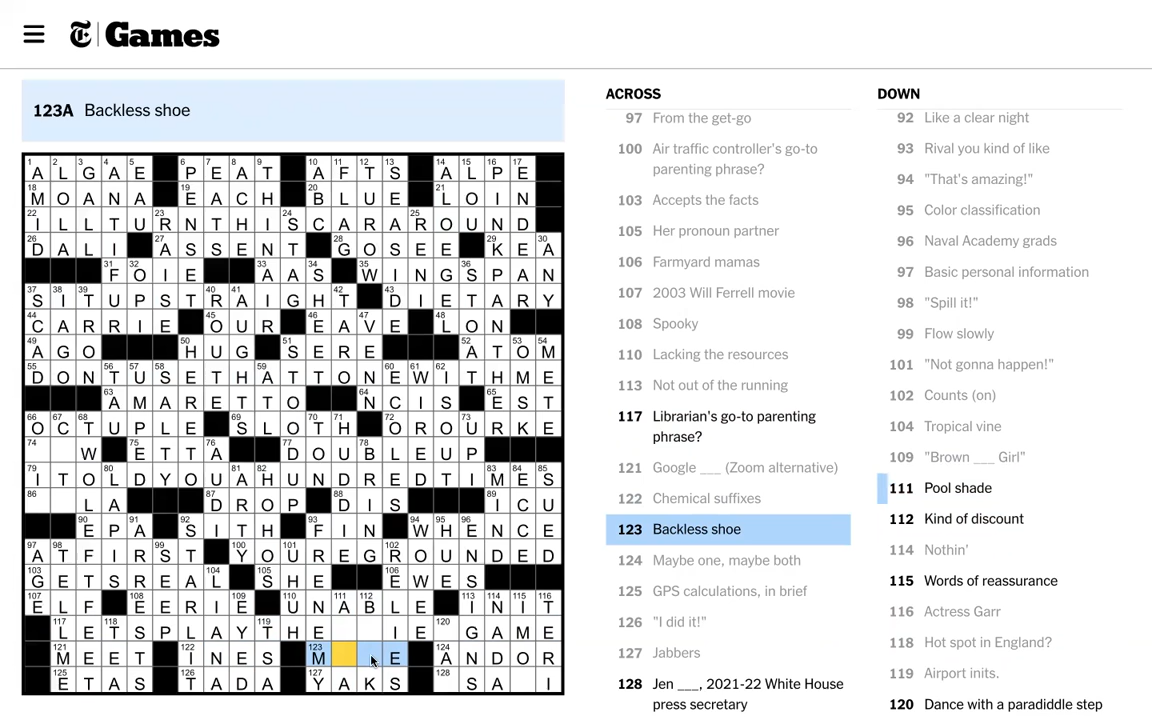 Games
123A Backless shoe
A L G A E P E A T A F T S A L P E
M O A N A E A C H B L U E L O I N
I L L T U R N T H I S C A R A R O U N D
D A L I A S S E N T G O S E E K E A
F O I E A A S W I N G S P A N
S I T U P S T R A I G H T D I E T A R Y
C A R R I E O U R E A V E L O N
A G O H U G S E R E A T O M
D O N T U S E T H A T T O N E W I T H M E
A M A R E T T O N C I S E S T
O C T U P L E S L O T H O R O U R K E
W E T T A D O U B L E U P
I T O L D Y O U A H U N D R E D T I M E S
L A D R O P D I S I C U
E P A S I T H F I N W H E N C E
A T F I R S T Y O U R E G R O U N D E D
G E T S R E A L S H E E W E S
E L F E E R I E U N A B L E I N I T
L E T S P L A Y T H E I E G A M E
M E E T I N E S M E A N D O R
E T A S T A D A Y A K S S A I
ACROSS
97 From the get-go
100 Air traffic controller's go-to
parenting phrase?
103 Accepts the facts
105 Her pronoun partner
106 Farmyard mamas
107 2003 Will Ferrell movie
108 Spooky
110 Lacking the resources
113 Not out of the running
117 Librarian's go-to parenting
phrase?
121 Google ___ (Zoom alternative)
122 Chemical suffixes
123 Backless shoe
124 Maybe one, maybe both
125 GPS calculations, in brief
126 "I did it!"
127 Jabbers
128 Jen ___, 2021-22 White House
press secretary
DOWN
92 Like a clear night
93 Rival you kind of like
94 "That's amazing!"
95 Color classification
96 Naval Academy grads
97 Basic personal information
98 "Spill it!"
99 Flow slowly
101 "Not gonna happen!"
102 Counts (on)
104 Tropical vine
109 "Brown ___ Girl"
111 Pool shade
112 Kind of discount
114 Nothin'
115 Words of reassurance
116 Actress Garr
118 Hot spot in England?
119 Airport inits.
120 Dance with a paradiddle step